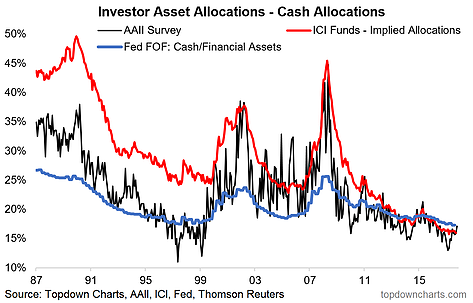 Investor Asset Allocations - Cash Allocations
AAII Survey
ICI Funds - Implied Allocations
Fed FOF: Cash/Financial Assets
50%
45%
40%
35%
30%
25%
20%
15%
10%
87 91 95 99 03 07 11 15
Source: Topdown Charts, AAII, ICI, Fed, Thomson Reuters
topdowncharts.com